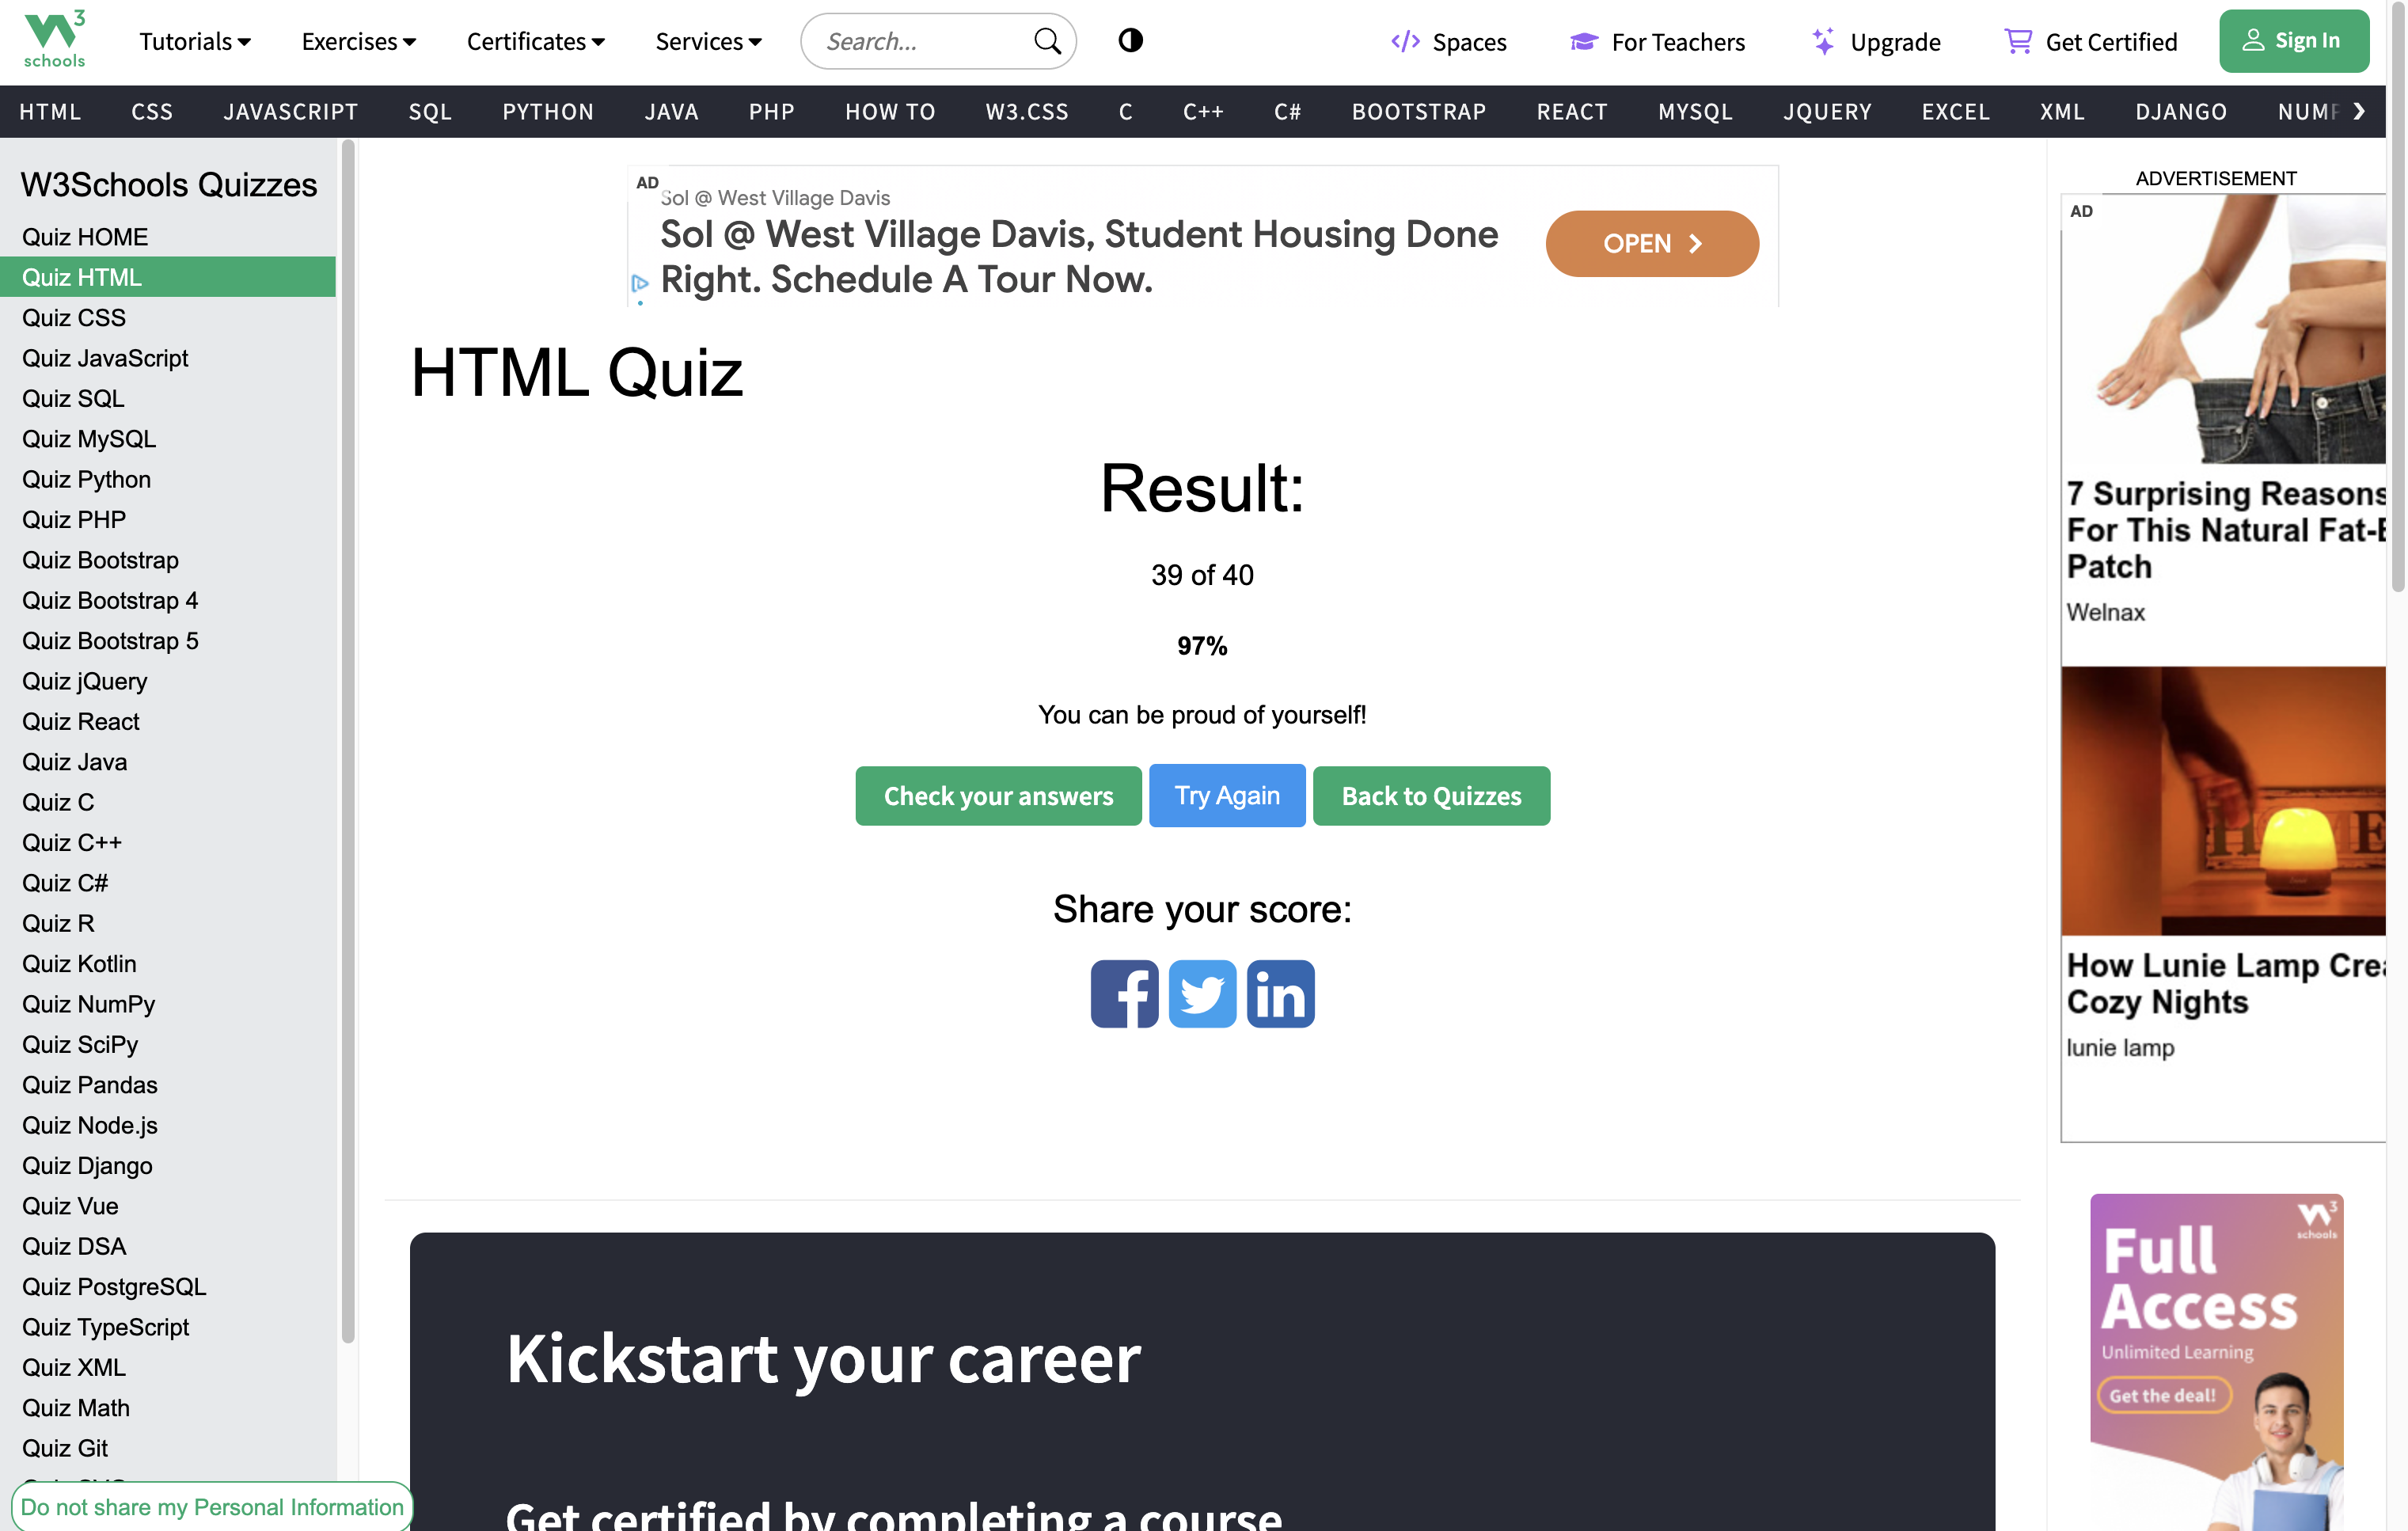 W3 schools
Tutorials
Exercises
Certificates
Services
Search...
Spaces
For Teachers
Upgrade
Get Certified
Sign In
HTML CSS JAVASCRIPT SQL PYTHON JAVA PHP HOW TO W3.CSS C C++ C# BOOTSTRAP REACT MYSQL JQUERY EXCEL XML DJANGO
W3Schools Quizzes
Quiz HOME
Quiz HTML
Quiz CSS
Quiz JavaScript
Quiz SQL
Quiz MySQL
Quiz Python
Quiz PHP
Quiz Bootstrap
Quiz Bootstrap 4
Quiz Bootstrap 5
Quiz jQuery
Quiz React
Quiz Java
Quiz C
Quiz C++
Quiz C#
Quiz R
Quiz Kotlin
Quiz NumPy
Quiz SciPy
Quiz Pandas
Quiz Node.js
Quiz Django
Quiz Vue
Quiz DSA
Quiz PostgreSQL
Quiz TypeScript
Quiz XML
Quiz Math
Quiz Git
Do not share my Personal Information
AD
Sol @ West Village Davis
Sol @ West Village Davis, Student Housing Done
Right. Schedule A Tour Now.
OPEN
HTML Quiz
Result:
39 of 40
97%
You can be proud of yourself!
Check your answers
Try Again
Back to Quizzes
Share your score:
Kickstart your career
Get certified by completing a course
ADVERTISEMENT
AD
7 Surprising Reasons
For This Natural
Patch
Welnax
HOME
How Lunie Lamp
Cozy Nights
lunie lamp
W3 schools
Full
Access
Unlimited Learning
Get the deal!